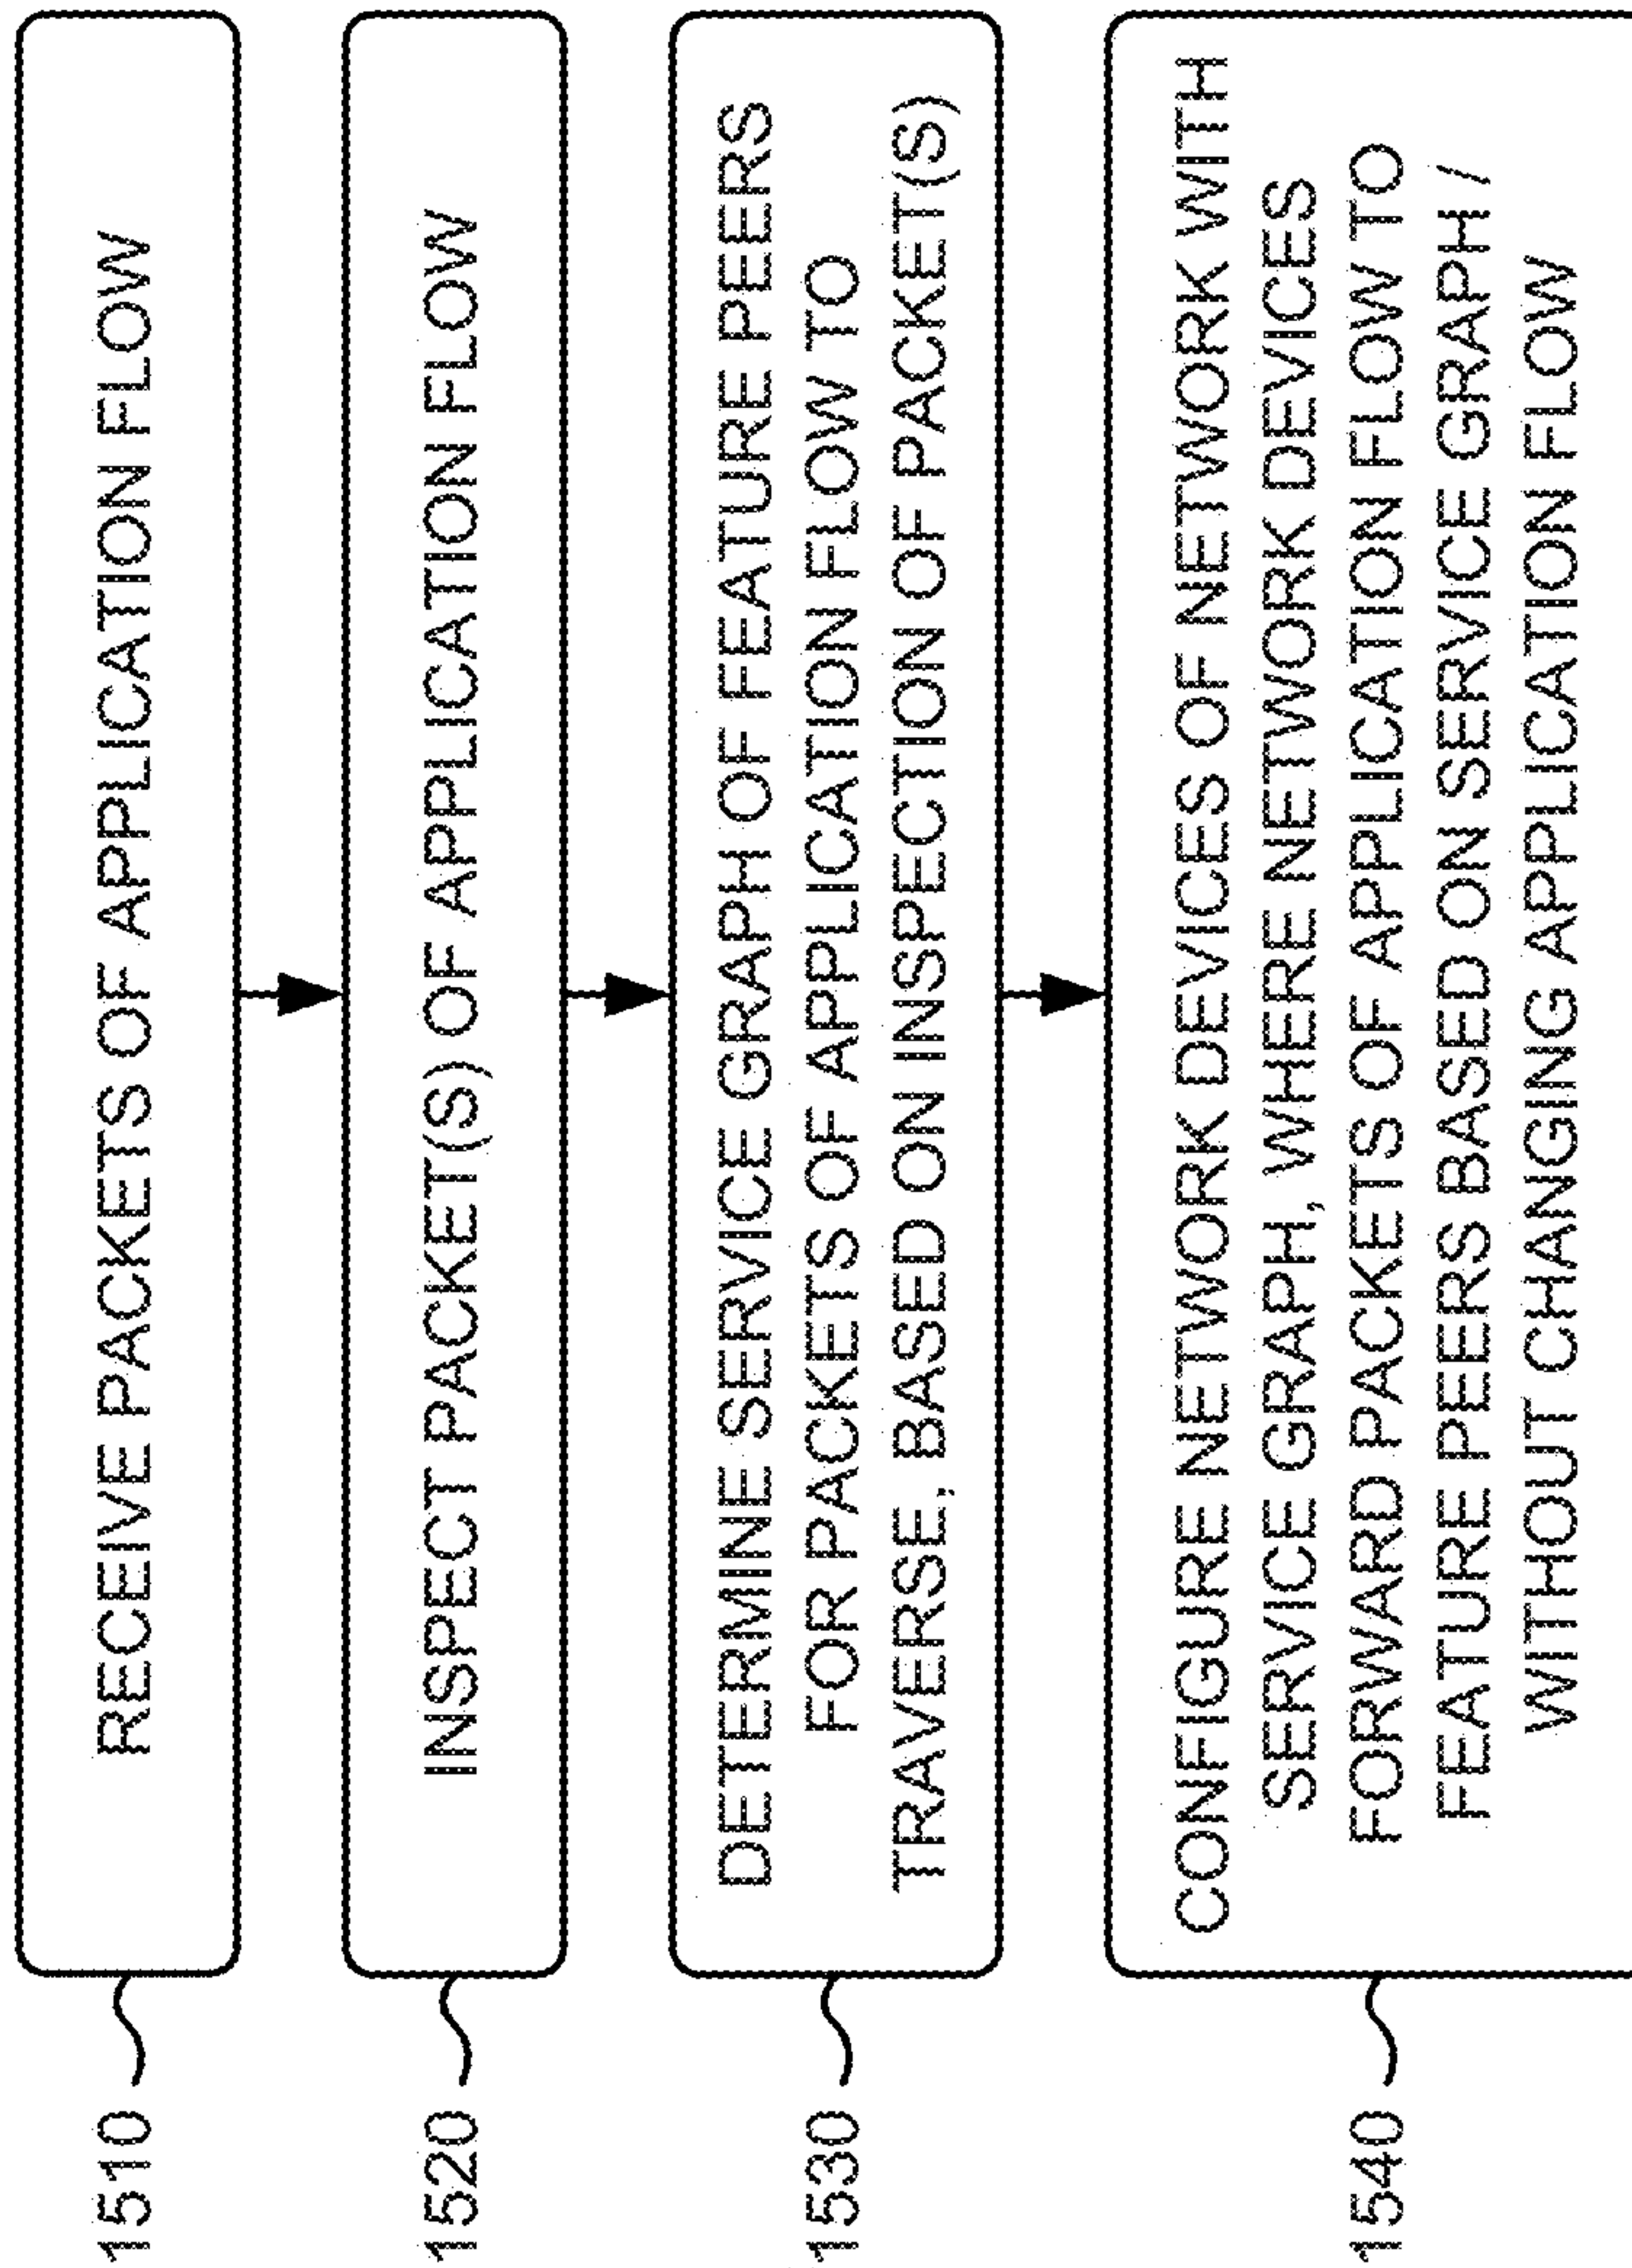 1510
RECEIVE PACKETS OF APPLICATION FLOW
1520
INSPECT PACKET(S) OF APPLICATION FLOW
1530
DETERMINE SERVICE GRAPH OF FEATURE PEERS
FOR PACKETS OF APPLICATION FLOW TO
TRAVERSE, BASED ON INSPECTION OF PACKET(S)
1540
CONFIGURE NETWORK DEVICES OF NETWORK WITH
SERVICE GRAPH, WHERE NETWORK DEVICES
FORWARD PACKETS OF APPLICATION FLOW TO
FEATURE PEERS BASED ON SERVICE GRAPH /
WITHOUT CHANGING APPLICATION FLOW